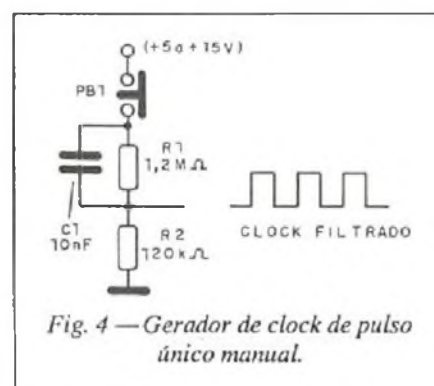 (+5a+15V)
PB1
R1
1,2MΩ
C1
10nF
R2
120kΩ
CLOCK FILTRADO
Fig. 4 — Gerador de clock de pulso
único manual.